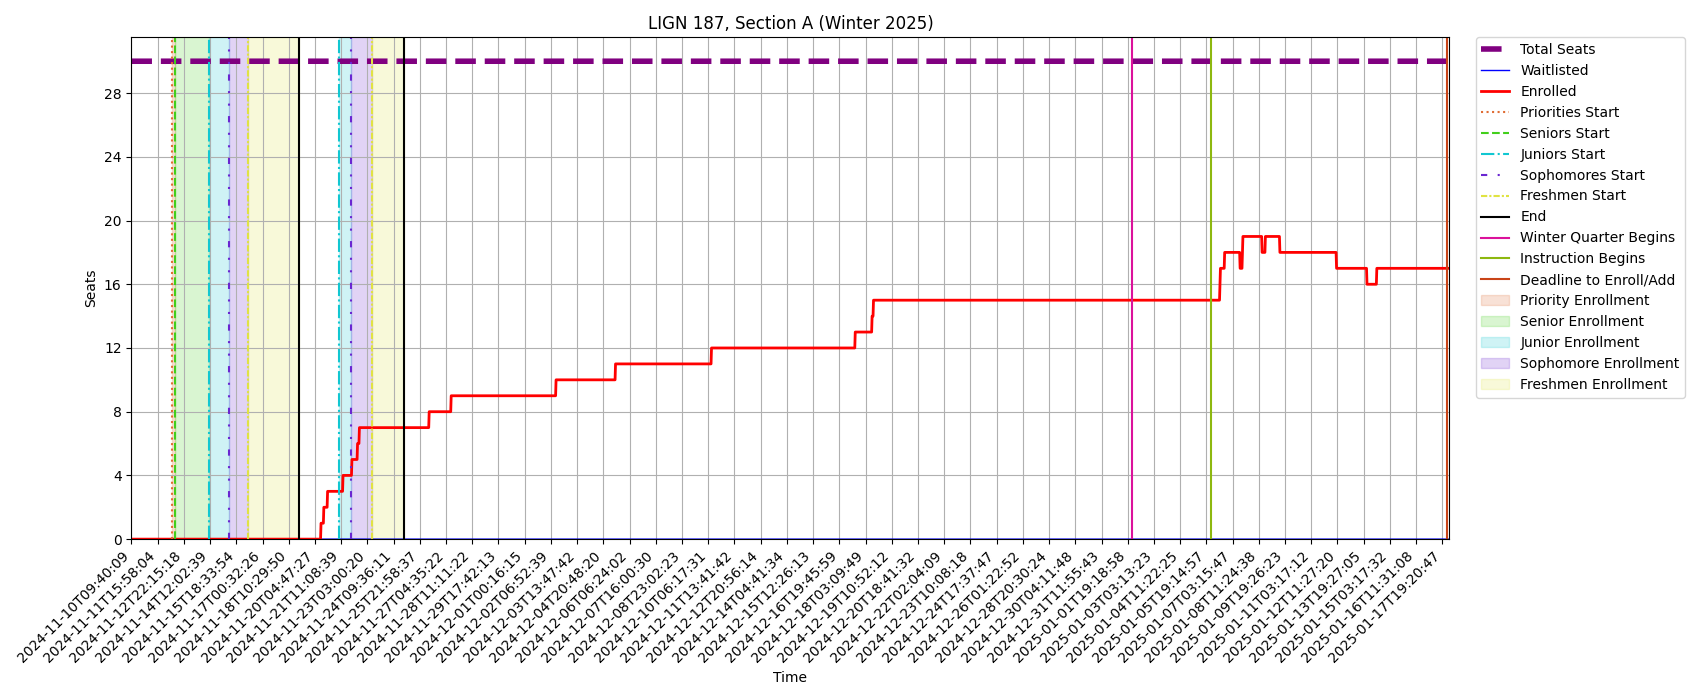 LIGN 187, Section A (Winter 2025)
Seats
28
24
20
16
12
8
4
0
2024-11-10T09:40:09
2024-11-11T15:58:04
2024-11-12T22:15:18
2024-11-14T12:02:39
2024-11-15T18:33:54
2024-11-17T00:32:26
2024-11-18T10:29:50
2024-11-20T04:47:27
2024-11-21T11:08:39
2024-11-23T03:00:20
2024-11-24T09:36:11
2024-11-25T21:58:37
2024-11-27T04:35:22
2024-11-28T11:11:22
2024-11-29T17:42:13
2024-12-01T00:16:15
2024-12-02T06:52:39
2024-12-03T13:47:42
2024-12-04T20:48:20
2024-12-06T06:24:02
2024-12-07T16:00:30
2024-12-08T23:02:23
2024-12-10T06:17:31
2024-12-11T13:41:42
2024-12-12T20:56:14
2024-12-14T04:41:34
2024-12-15T12:26:13
2024-12-16T19:45:59
2024-12-18T03:09:49
2024-12-19T10:52:12
2024-12-20T18:41:32
2024-12-22T02:04:09
2024-12-23T10:08:18
2024-12-24T17:37:47
2024-12-26T01:22:52
2024-12-28T20:30:24
2024-12-30T04:11:48
2024-12-31T11:55:43
2025-01-01T19:18:58
2025-01-03T03:13:23
2025-01-04T11:22:25
2025-01-05T19:14:57
2025-01-07T03:15:47
2025-01-08T11:24:38
2025-01-09T19:26:23
2025-01-11T03:17:12
2025-01-12T11:27:20
2025-01-13T19:27:05
2025-01-15T03:17:32
2025-01-16T11:31:08
2025-01-17T19:20:47
Time
Total Seats
Waitlisted
Enrolled
Priorities Start
Seniors Start
Juniors Start
Sophomores Start
Freshmen Start
End
Winter Quarter Begins
Instruction Begins
Deadline to Enroll/Add
Priority Enrollment
Senior Enrollment
Junior Enrollment
Sophomore Enrollment
Freshmen Enrollment